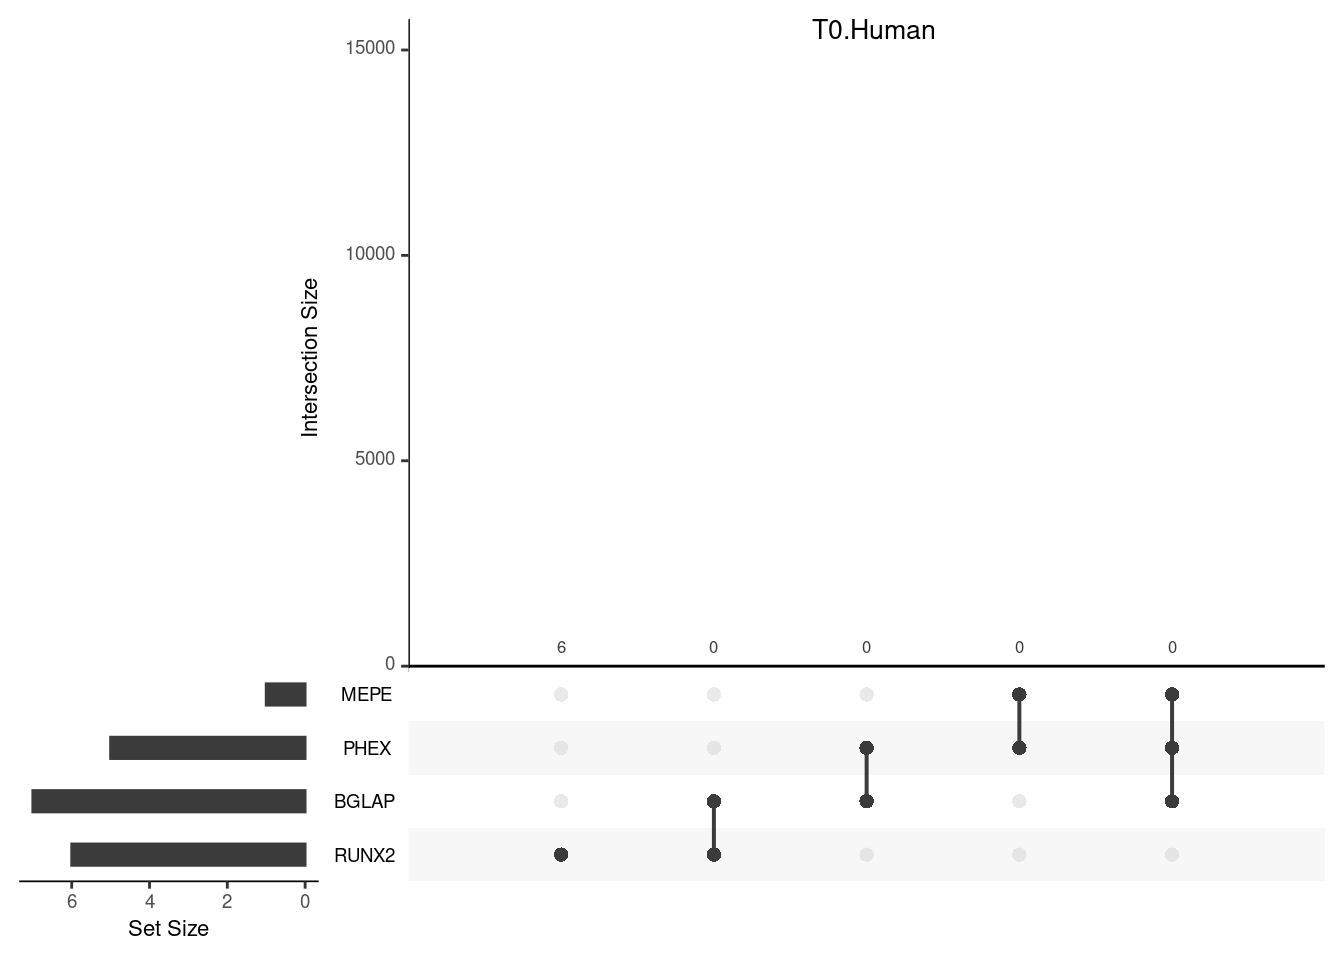 T0.Human
15000
10000
5000
0
Intersection Size
6 0 0 0 0
MEPE
PHEX
BGLAP
RUNX2
6 4 2 0
Set Size